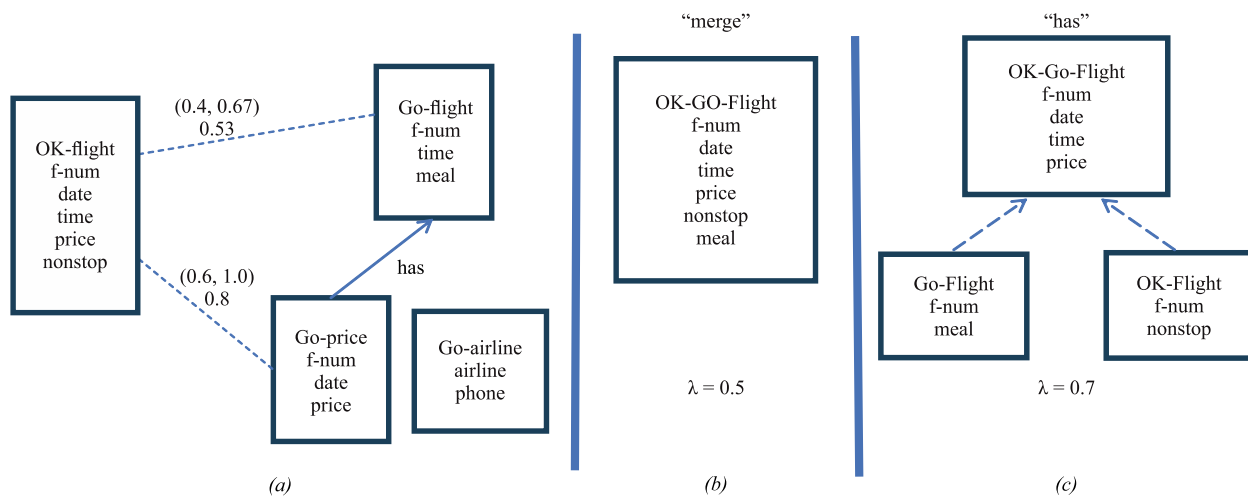 OK-flight
f-num
date
time
price
nonstop
(0.4, 0.67)
0.53
Go-flight
f-num
time
meal
has
(0.6, 1.0)
0.8
Go-price
f-num
date
price
Go-airline
airline
phone
(a)
“merge”
OK-GO-Flight
f-num
date
time
price
nonstop
meal
λ = 0.5
(b)
“has”
OK-Go-Flight
f-num
date
time
price
Go-Flight
f-num
meal
OK-Flight
f-num
nonstop
λ = 0.7
(c)